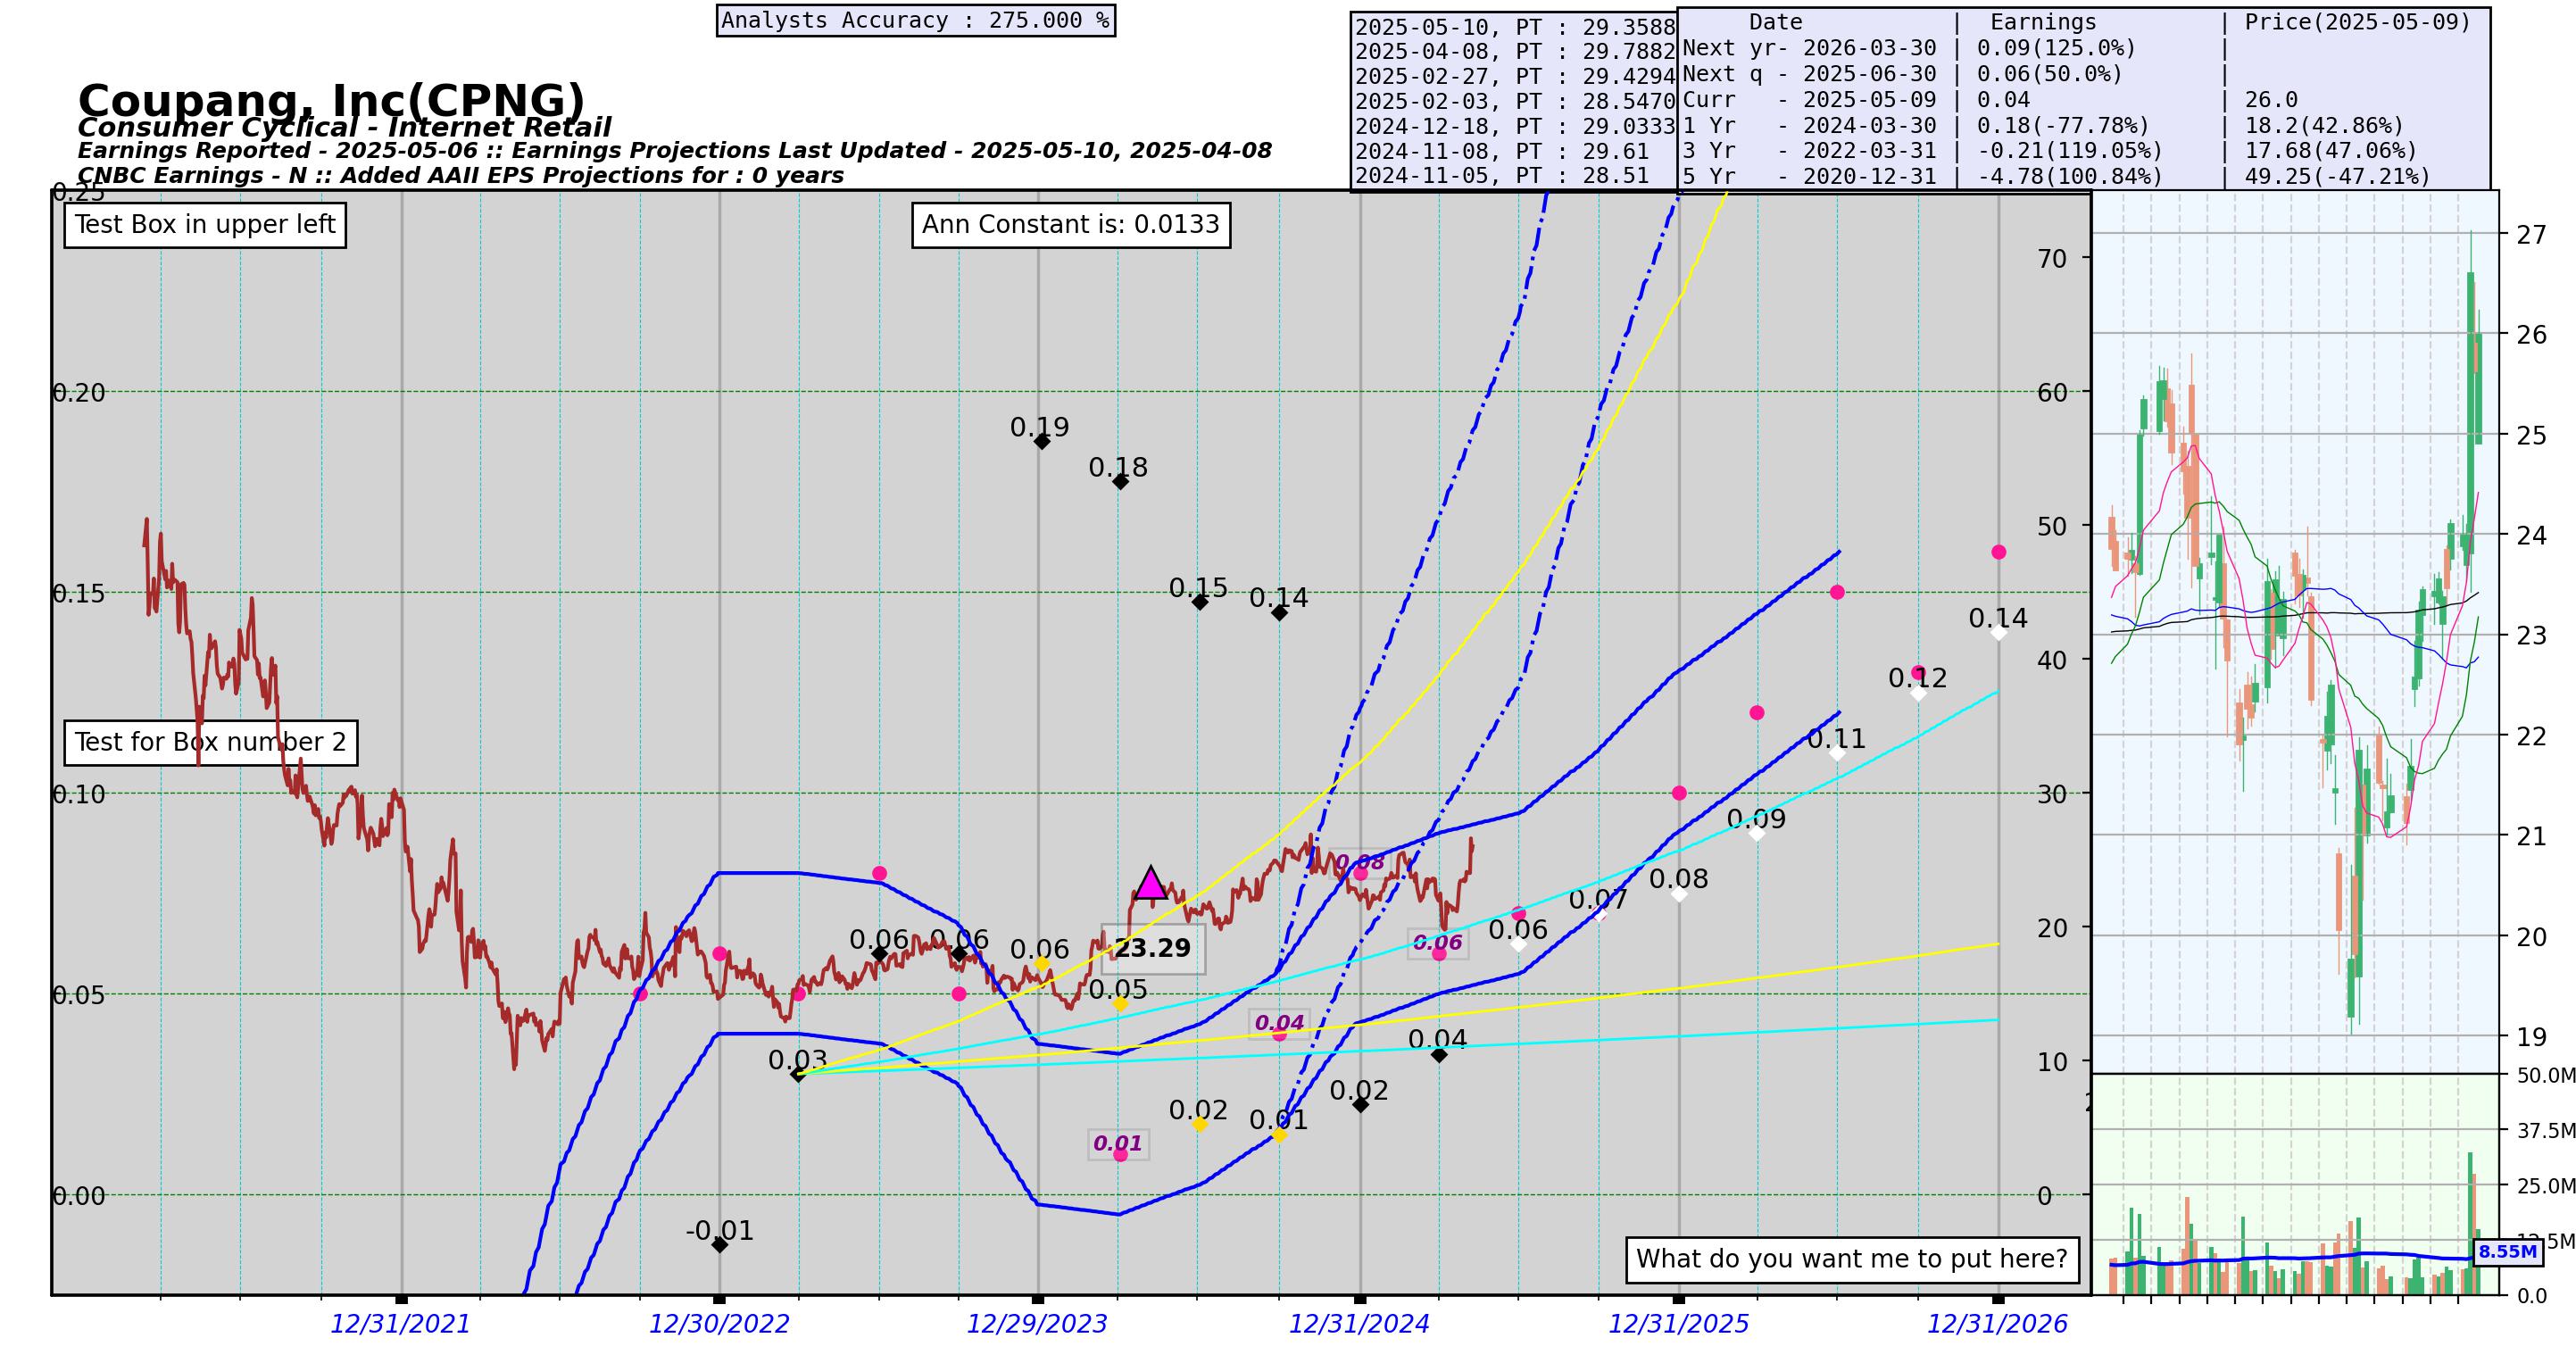 Analysts Accuracy : 275.000 %
2025-05-10, PT : 29.3588
2025-04-08, PT : 29.7882
2025-02-27, PT : 29.4294
2025-02-03, PT : 28.5470
2024-12-18, PT : 29.0333
2024-11-08, PT : 29.61
2024-11-05, PT : 28.51
Date | Earnings | Price(2025-05-09)
Next yr- 2026-03-30 | 0.09(125.0%) |
Next q - 2025-06-30 | 0.06(50.0%) |
Curr - 2025-05-09 | 0.04 | 26.0
1 Yr - 2024-03-30 | 0.18(-77.78%) | 18.2(42.86%)
3 Yr - 2022-03-31 | -0.21(119.05%) | 17.68(47.06%)
5 Yr - 2020-12-31 | -4.78(100.84%) | 49.25(-47.21%)
Coupang, Inc(CPNG)
Consumer Cyclical - Internet Retail
Earnings Reported - 2025-05-06 :: Earnings Projections Last Updated - 2025-05-10, 2025-04-08
CNBC Earnings - N :: Added AAII EPS Projections for : 0 years
0.25
0.20
0.15
0.10
0.05
0.00
Test Box in upper left
Ann Constant is: 0.0133
Test for Box number 2
-0.01
0.03
0.06
0.06
0.19
0.06
0.18
0.05
0.01
23.29
0.15
0.02
0.14
0.04
0.01
0.08
0.02
0.06
0.04
0.06
0.07
0.08
0.09
0.11
0.12
0.14
What do you want me to put here?
70
60
50
40
30
20
10
0
27
26
25
24
23
22
21
20
19
50.0M
37.5M
25.0M
8.55M
0.0
12/31/2021
12/30/2022
12/29/2023
12/31/2024
12/31/2025
12/31/2026